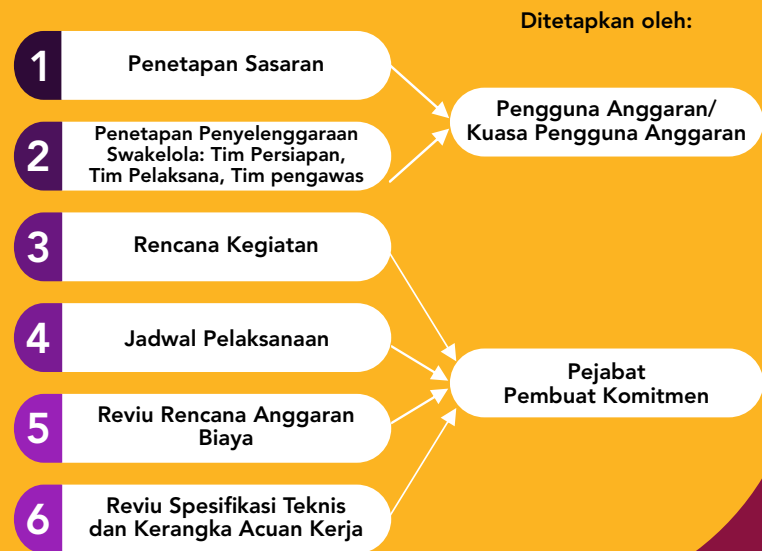 Ditetapkan oleh:
1
Penetapan Sasaran
2
Penetapan Penyelenggaraan
Swakelola: Tim Persiapan,
Tim Pelaksana, Tim pengawas
Pengguna Anggaran/
Kuasa Pengguna Anggaran
3
Rencana Kegiatan
4
Jadwal Pelaksanaan
5
Reviu Rencana Anggaran
Biaya
6
Reviu Spesifikasi Teknis
dan Kerangka Acuan Kerja
Pejabat
Pembuat Komitmen